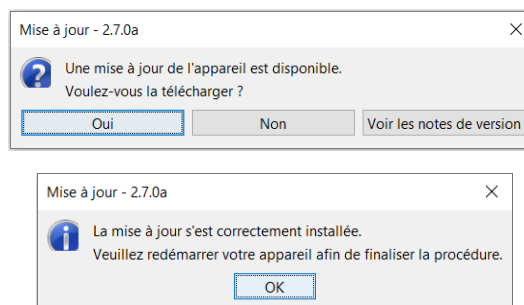 Mise à jour - 2.7.0a
Une mise à jour de l'appareil est disponible.
Voulez-vous la télécharger ?
Oui Non Voir les notes de version
Mise à jour - 2.7.0a
La mise à jour s'est correctement installée.
Veuillez redémarrer votre appareil afin de finaliser la procédure.
OK